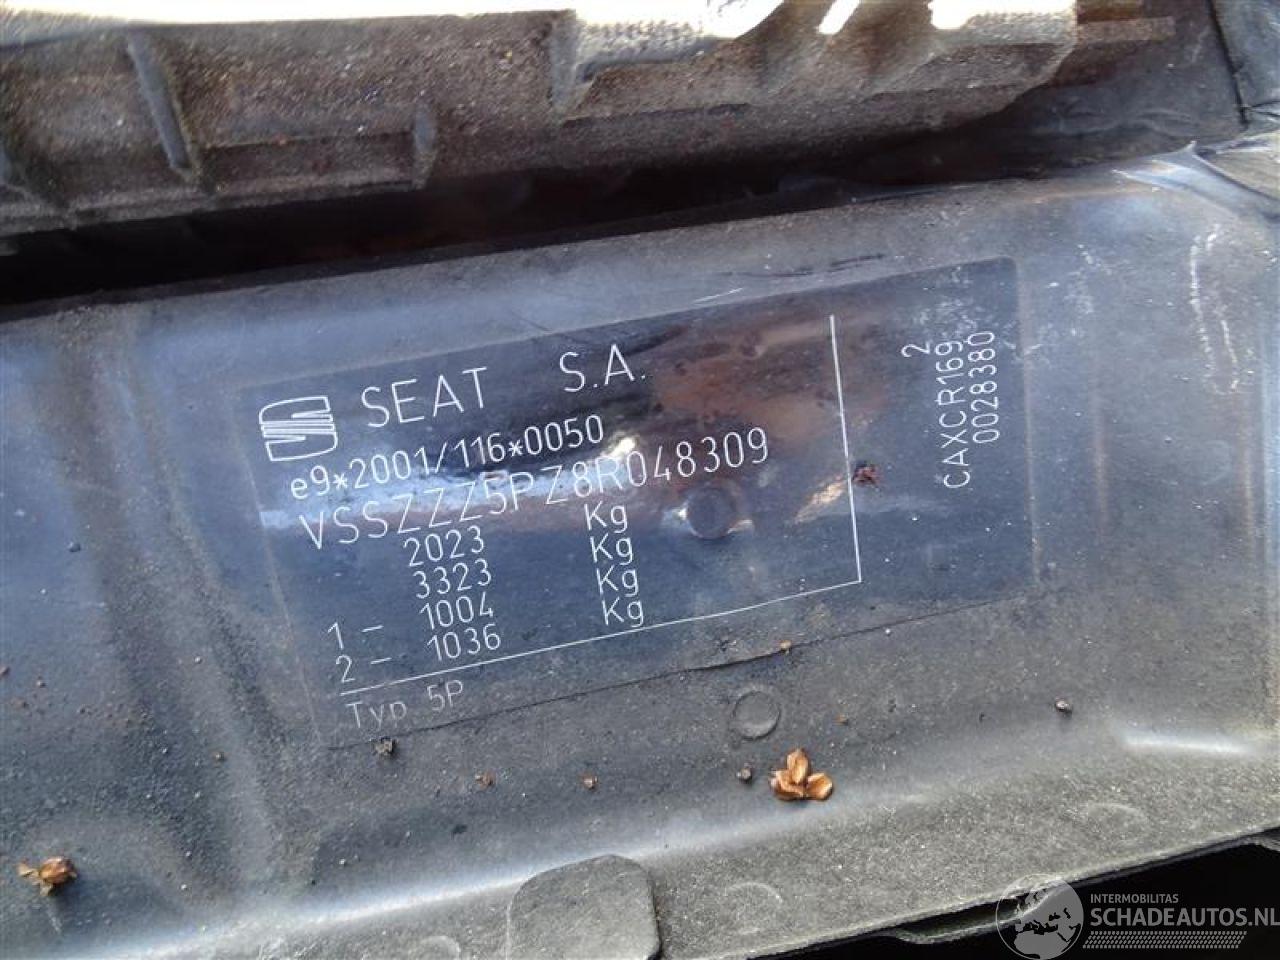 SEAT S.A.
e9*2001/116*0050
VSSZZZ5PZ8R048309
2023 Kg
3323 Kg
1 - 1004 Kg
2 - 1036 Kg
Typ 5P
2
CAXCR169
0028380
INTERMOBILITAS
SCHADEAUTOS.NL